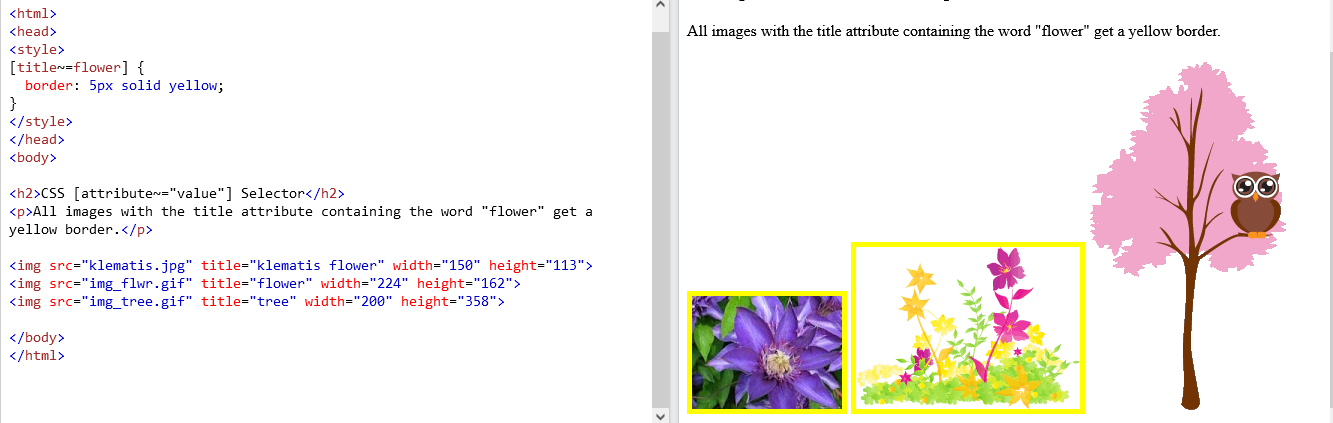 <html>
<head>
<style>
[title~=flower] {
  border: 5px solid yellow;
}
</style>
</head>
<body>
<h2>CSS [attribute~="value"] Selector</h2>
<p>All images with the title attribute containing the word "flower" get a
yellow border.</p>
<img src="klematis.jpg" title="klematis flower" width="150" height="113">
<img src="img_flwr.gif" title="flower" width="224" height="162">
<img src="img_tree.gif" title="tree" width="200" height="358">
</body>
</html>
All images with the title attribute containing the word "flower" get a yellow border.